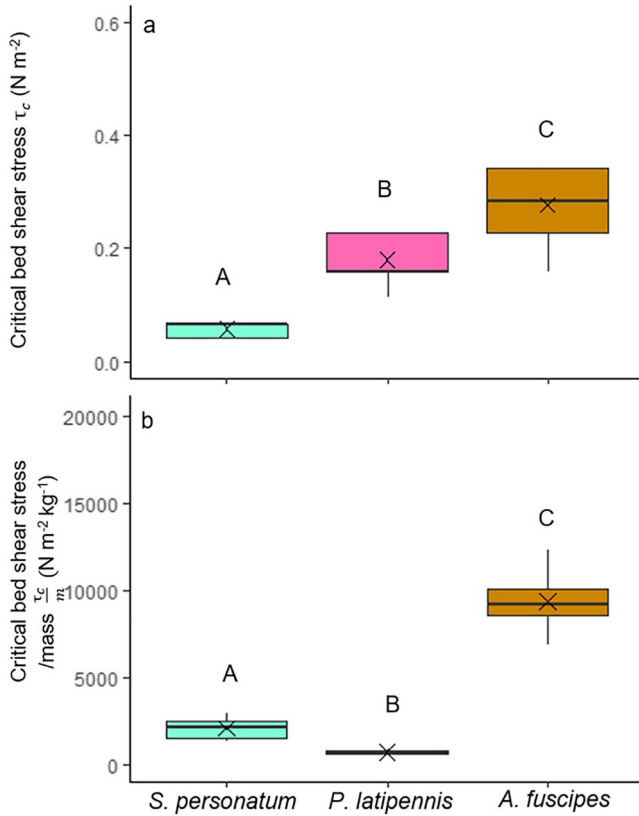 a
Critical bed shear stress τc (N m-2)
0.6
0.4
0.2
0.0
A
B
C
b
Critical bed shear stress
/mass τc/m (N m-2 kg-1)
20000
15000
10000
5000
0
A
B
C
S. personatum P. latipennis A. fuscipes